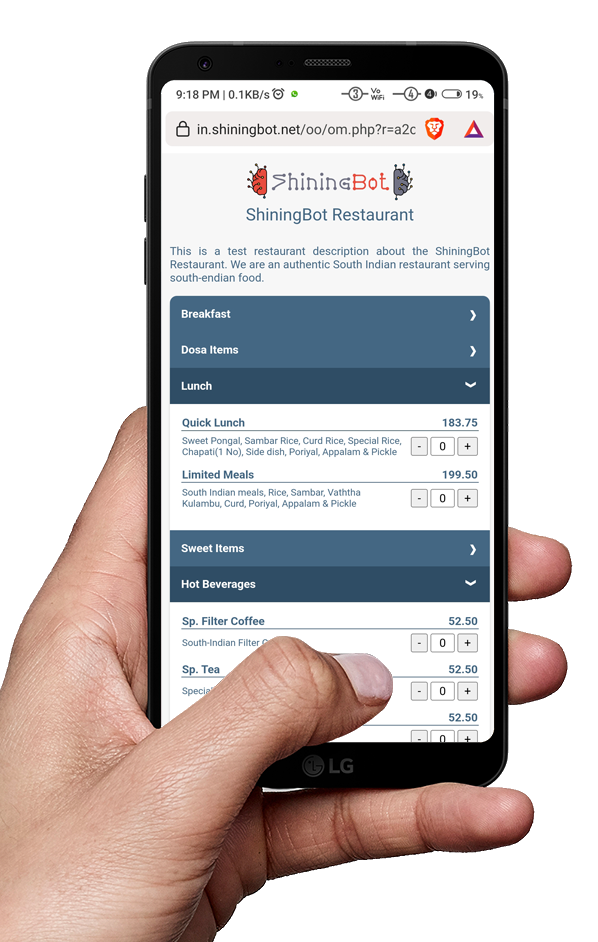 9:18 PM | 0.1KB/s 3 Vo WiFi 4 4 19%
in.shiningbot.net/oo/om.php?r=a2c
ShiningBot
ShiningBot Restaurant
This is a test restaurant description about the ShiningBot
Restaurant. We are an authentic South Indian restaurant serving
south-endian food.
Breakfast
Dosa Items
Lunch
Quick Lunch 183.75
Sweet Pongal, Sambar Rice, Curd Rice, Special Rice,
Chapati(1 No), Side dish, Poriyal, Appalam & Pickle
- 0 +
Limited Meals 199.50
South Indian meals, Rice, Sambar, Vaththa
Kulambu, Curd, Poriyal, Appalam & Pickle
- 0 +
Sweet Items
Hot Beverages
Sp. Filter Coffee 52.50
South-Indian Filter
- 0 +
Sp. Tea 52.50
- 0 +
52.50
- 0 +
LG